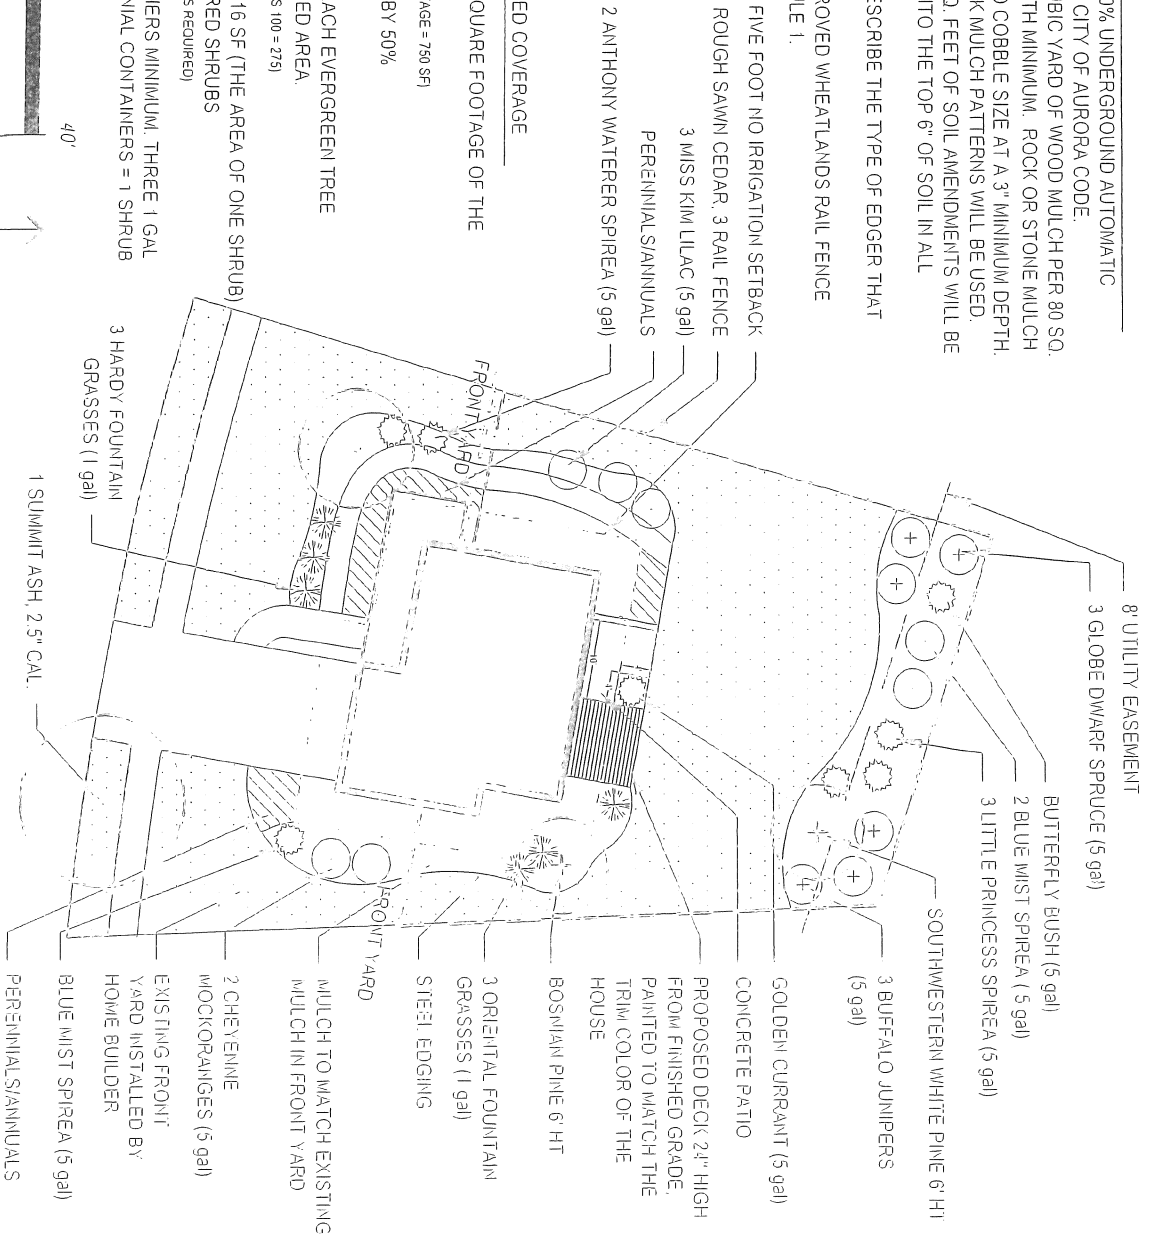 0% UNDERGROUND AUTOMATIC
CITY OF AURORA CODE.
BIC YARD OF WOOD MULCH PER 80 SQ.
TH MINIMUM. ROCK OR STONE MULCH
COBBLE SIZE AT A 3" MINIMUM DEPTH.
K MULCH PATTERNS WILL BE USED.
Q. FEET OF SOIL AMENDMENTS WILL BE
TO THE TOP 6" OF SOIL IN ALL
ESCRIBE THE TYPE OF EDGER THAT
ROVED WHEATLANDS RAIL FENCE
LE 1.
FIVE FOOT NO IRRIGATION SETBACK
ROUGH SAWN CEDAR, 3 RAIL FENCE
3 MISS KIM LILAC (5 gal)
PERENNIALS/ANNUALS
2 ANTHONY WATERER SPIREA (5 gal)
ED COVERAGE
QUARE FOOTAGE OF THE
AGE = 750 SF)
BY 50%
ACH EVERGREEN TREE
ED AREA.
S 100 = 275)
16 SF (THE AREA OF ONE SHRUB)
RED SHRUBS
S REQUIRED)
IERS MINIMUM. THREE 1 GAL
NIAL CONTAINERS = 1 SHRUB
40'
FRONT YARD
3 HARDY FOUNTAIN
GRASSES (1 gal)
1 SUMMIT ASH, 2.5" CAL.
8' UTILITY EASEMENT
3 GLOBE DWARF SPRUCE (5 gal)
BUTTERFLY BUSH (5 gal)
2 BLUE MIST SPIREA ( 5 gal)
3 LITTLE PRINCESS SPIREA (5 gal)
SOUTHWESTERN WHITE PINE 6' HT
3 BUFFALO JUNIPERS
(5 gal)
GOLDEN CURRANT (5 gal)
CONCRETE PATIO
PROPOSED DECK 24" HIGH
FROM FINISHED GRADE,
PAINTED TO MATCH THE
TRIM COLOR OF THE
HOUSE
BOSNIAN PINE 6' HT
3 ORIENTAL FOUNTAIN
GRASSES (1 gal)
STEEL EDGING
FRONT YARD
MULCH TO MATCH EXISTING
MULCH IN FRONT YARD
2 CHEYENNE
MOCKORANGES (5 gal)
EXISTING FRONT
YARD INSTALLED BY
HOME BUILDER
BLUE MIST SPIREA (5 gal)
PERENNIALS/ANNUALS